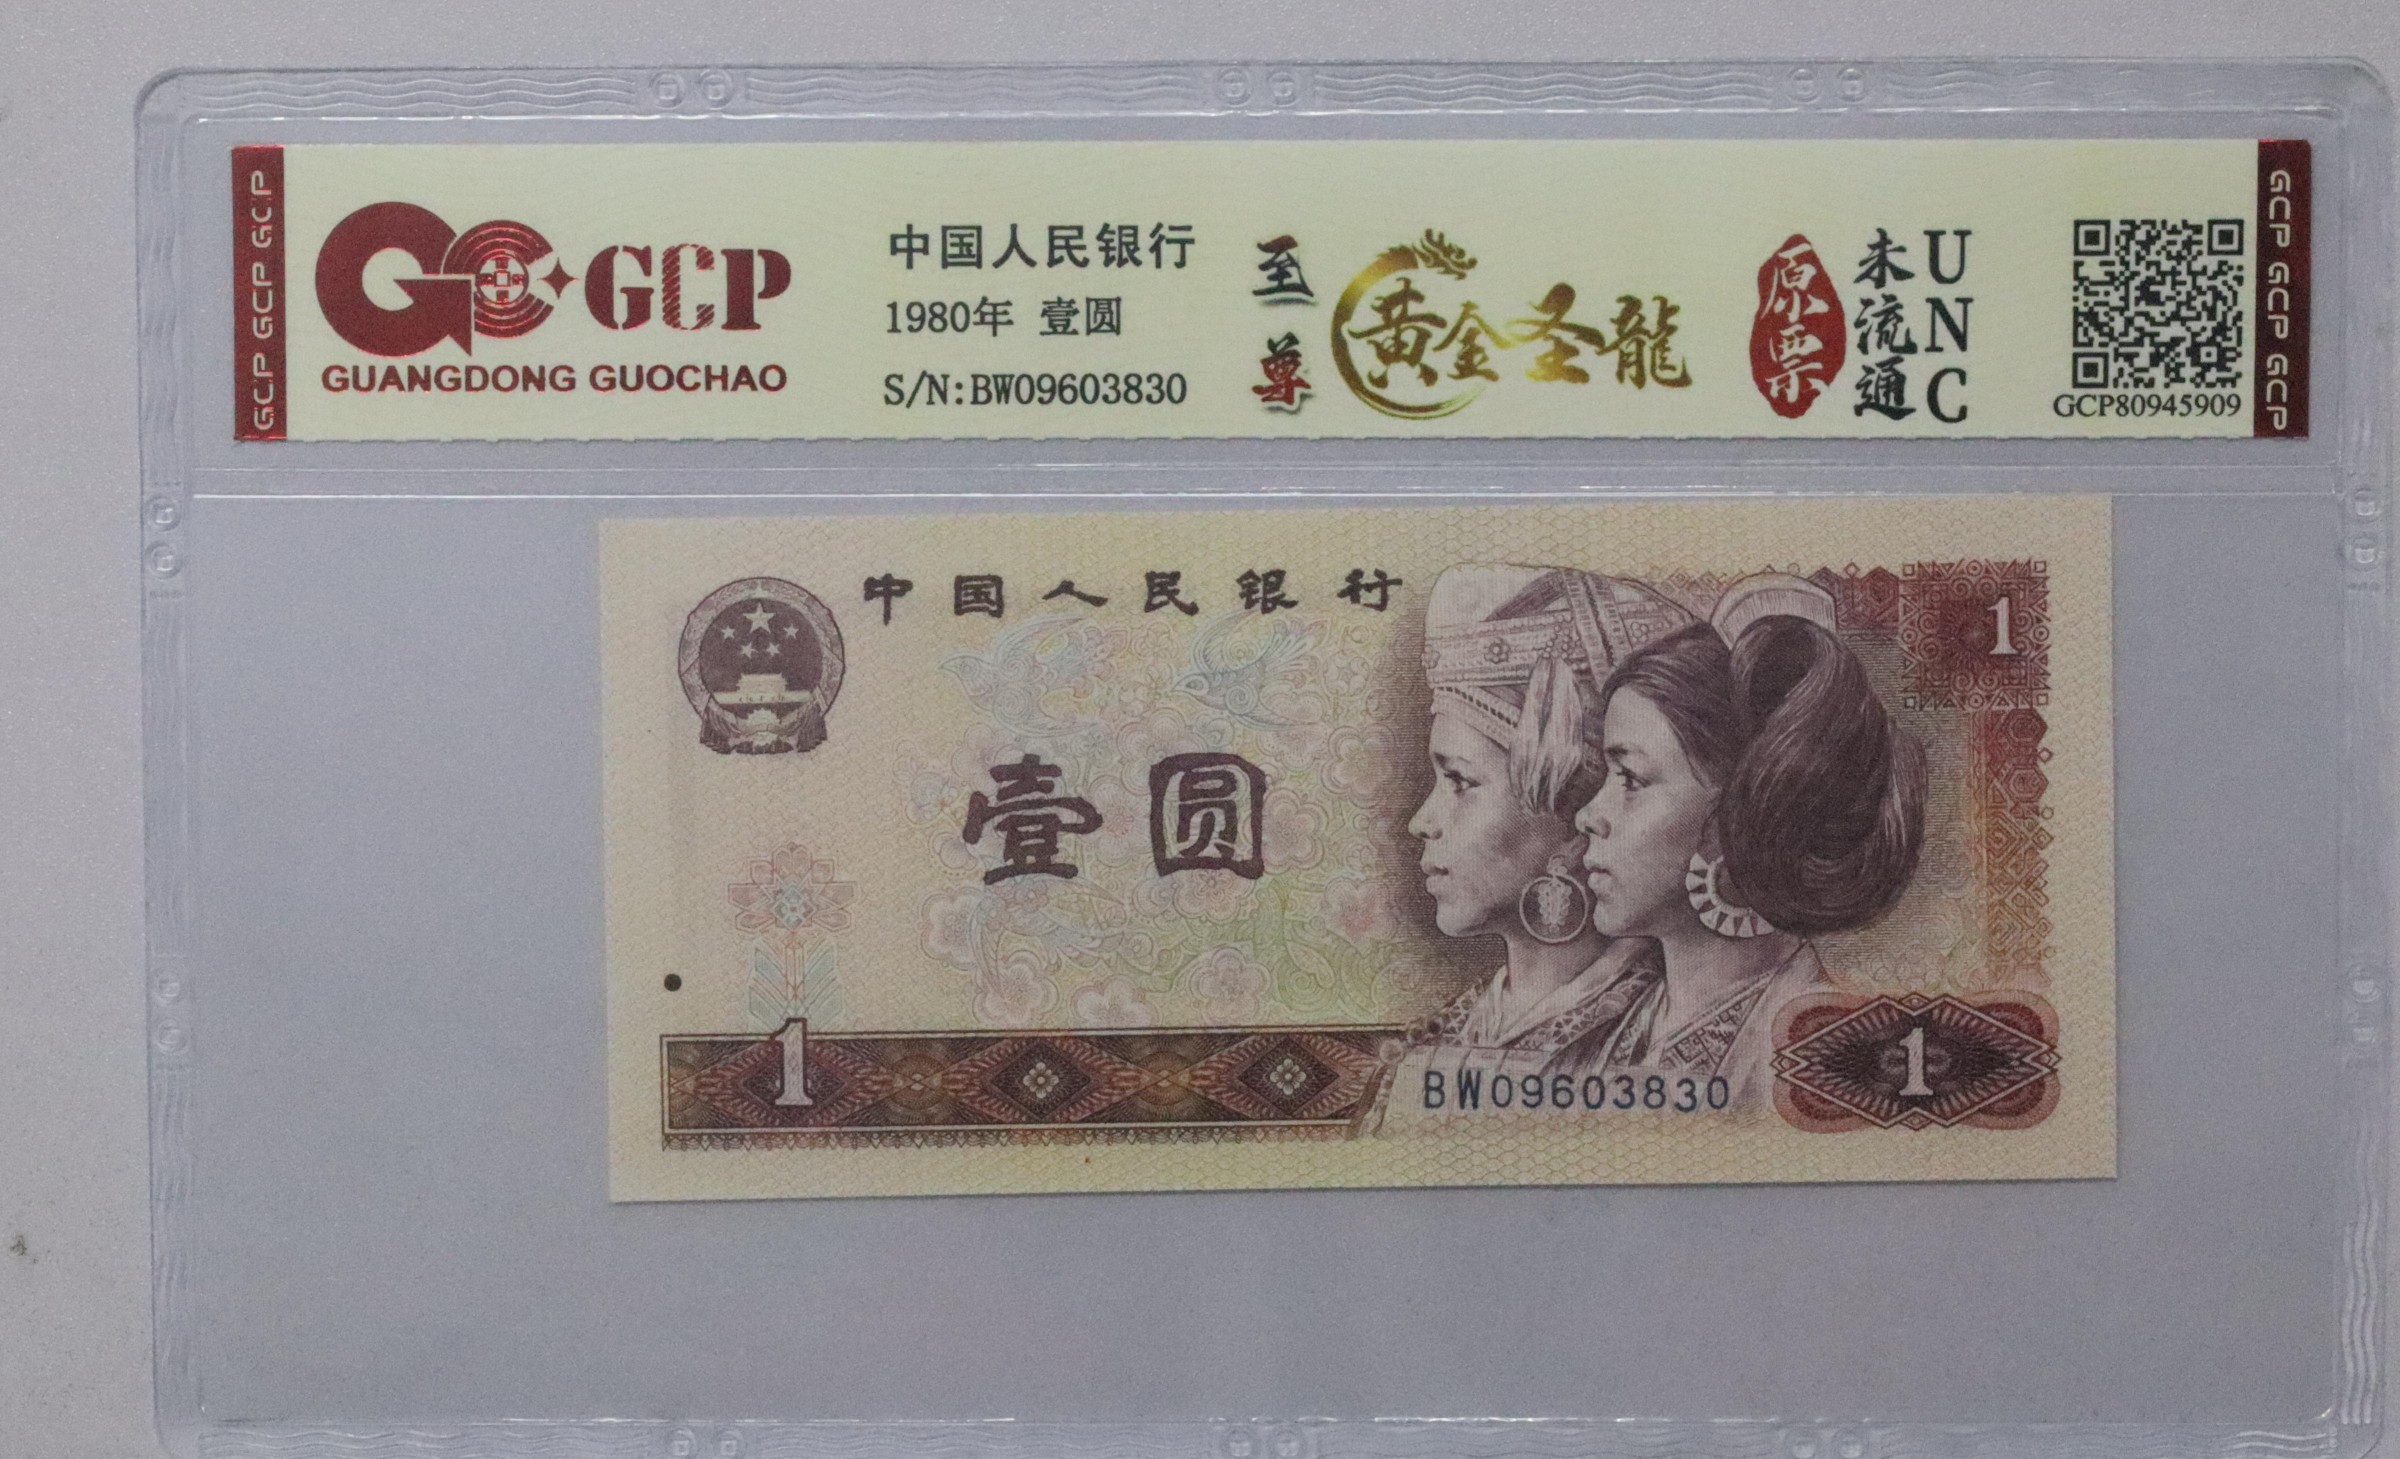 GCP GCP GCP
GCP
GUANGDONG GUOCHAO
中国人民银行
1980年 壹圆
S/N:BW09603830
至尊
黄金圣龍
原票
未流通
UNC
GCP80945909
GCP GCP GCP
中国人民银行
1
壹圆
1
BW09603830
1